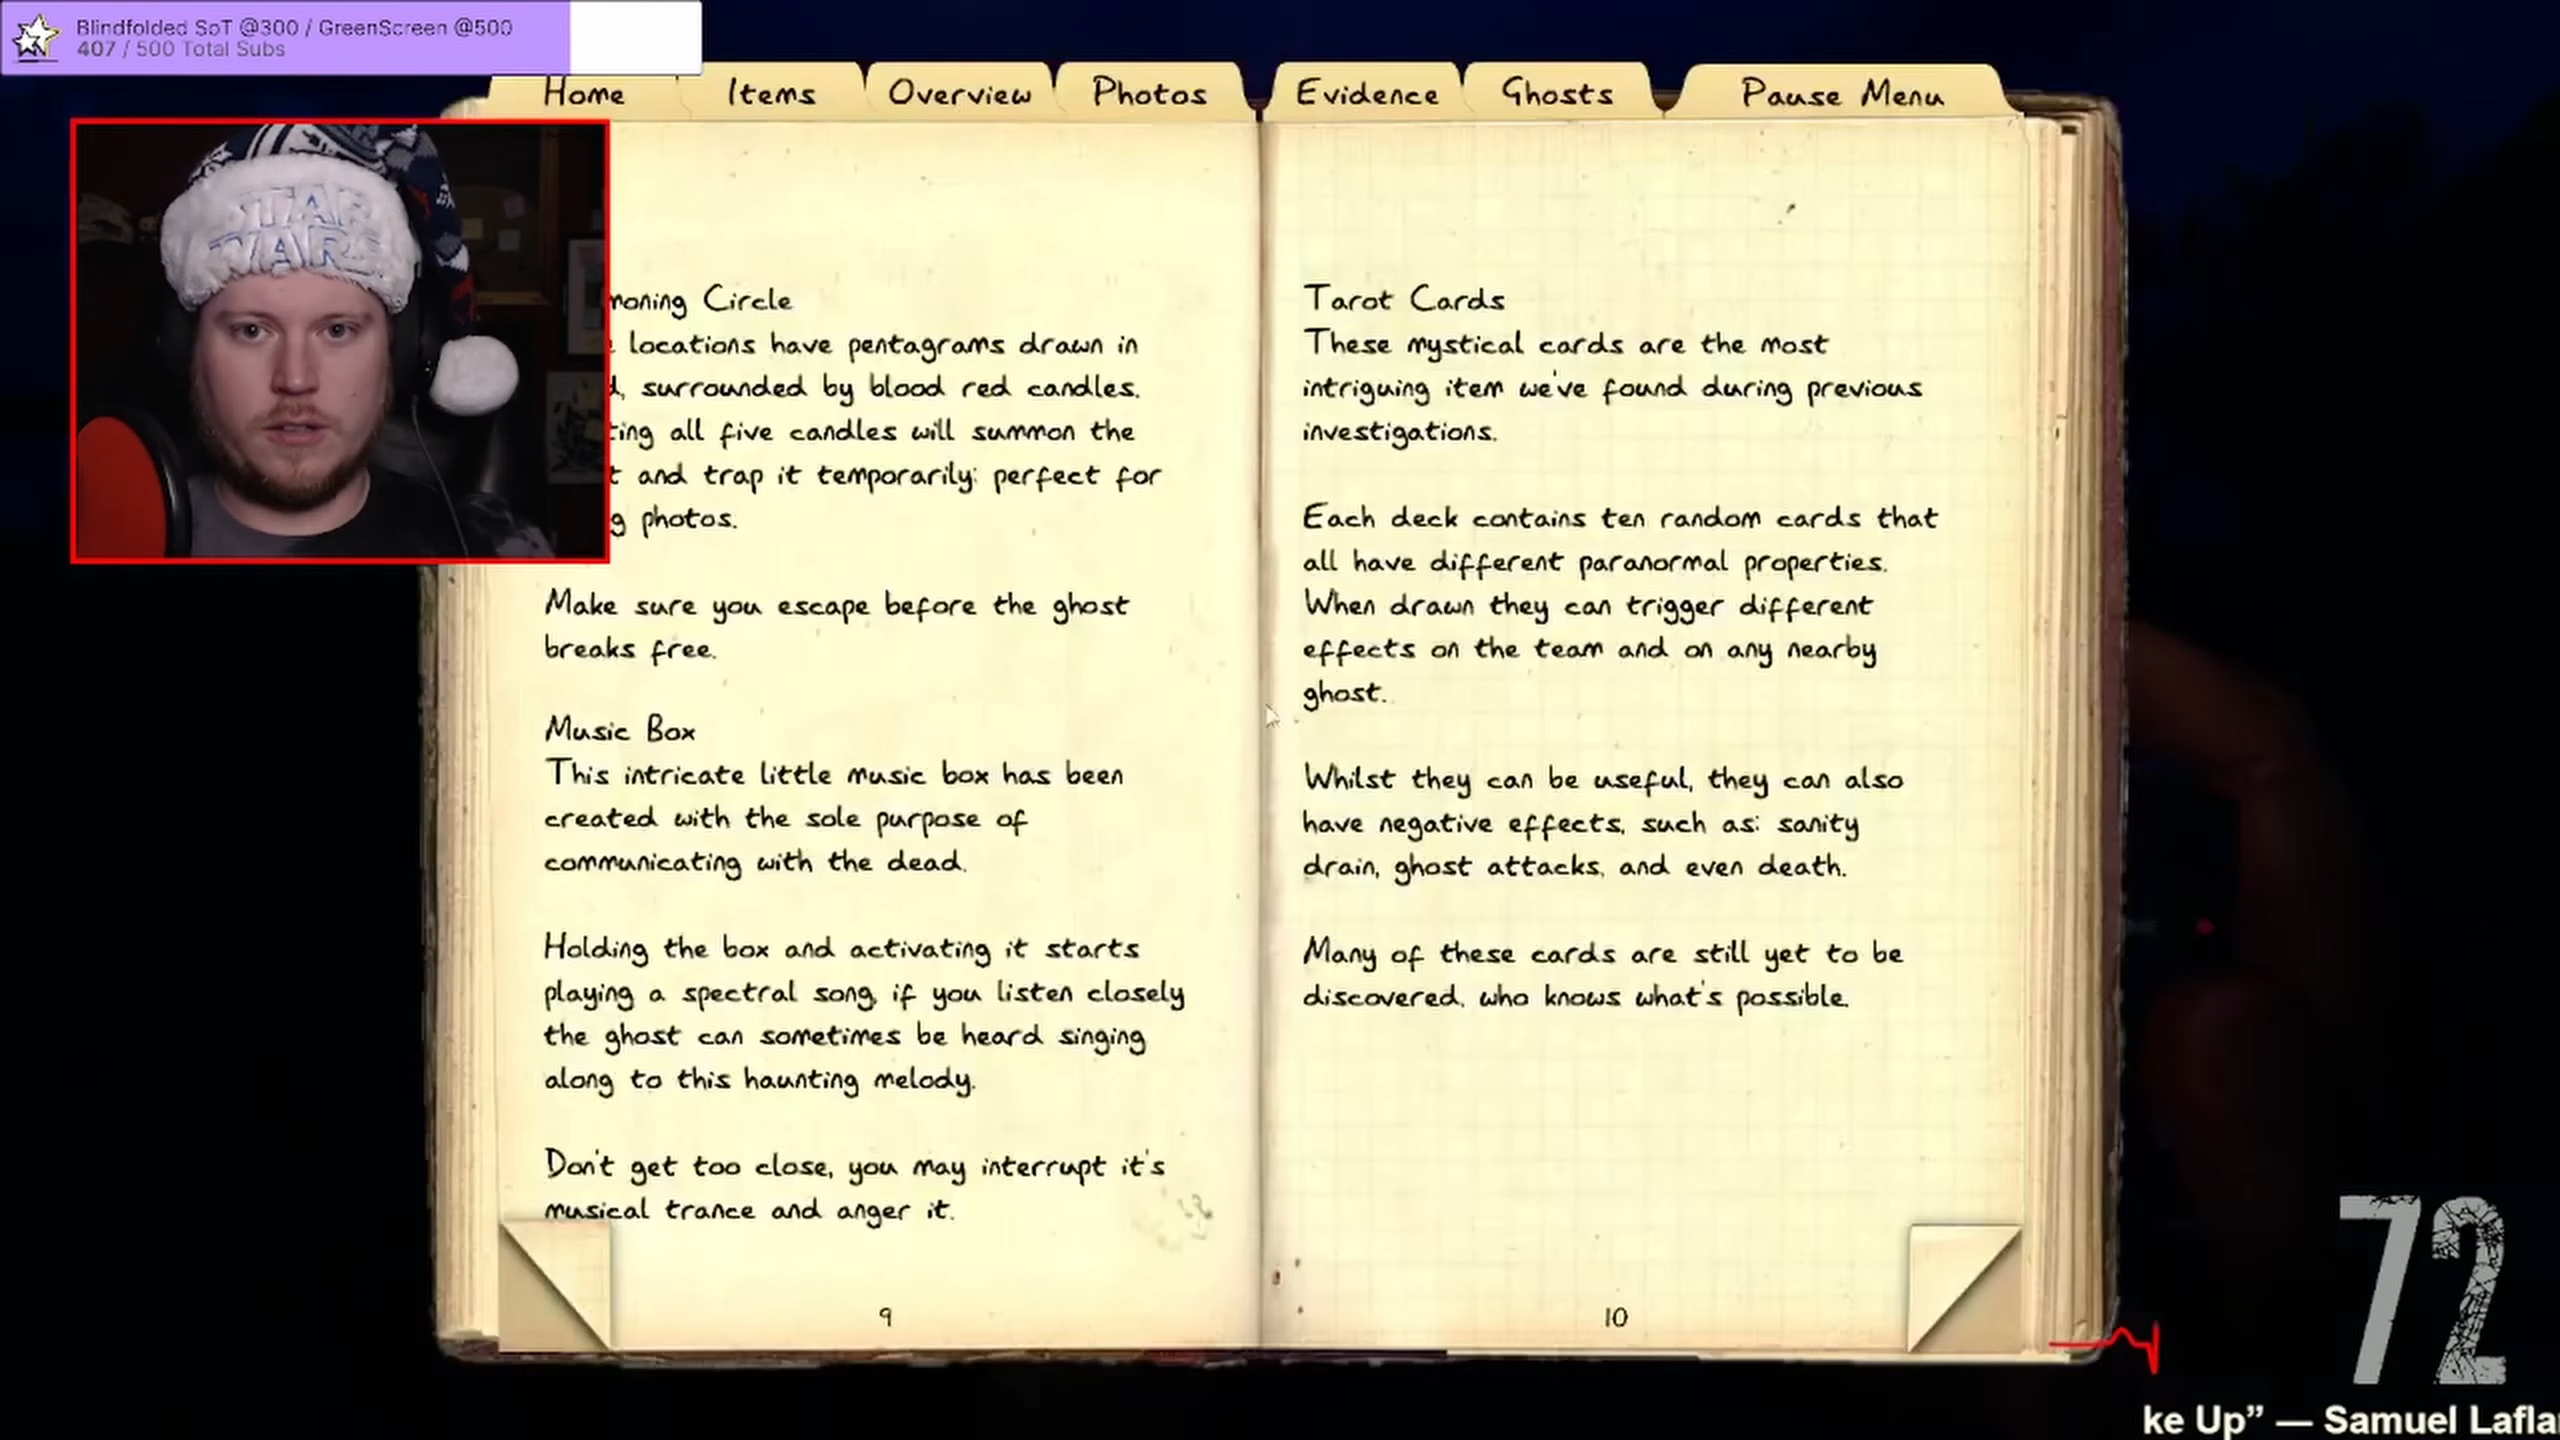 Blindfolded SoT @300 / GreenScreen @500
407 / 500 Total Subs
Home Items Overview Photos Evidence Ghosts Pause Menu
STAR
WARS
moning Circle
locations have pentagrams drawn in
, surrounded by blood red candles.
ting all five candles will summon the
t and trap it temporarily: perfect for
g photos.
Make sure you escape before the ghost
breaks free.
Music Box
This intricate little music box has been
created with the sole purpose of
communicating with the dead.
Holding the box and activating it starts
playing a spectral song, if you listen closely
the ghost can sometimes be heard singing
along to this haunting melody.
Don't get too close, you may interrupt it's
musical trance and anger it.
9
Tarot Cards
These mystical cards are the most
intriguing item we've found during previous
investigations.
Each deck contains ten random cards that
all have different paranormal properties.
When drawn they can trigger different
effects on the team and on any nearby
ghost.
Whilst they can be useful, they can also
have negative effects, such as: sanity
drain, ghost attacks, and even death.
Many of these cards are still yet to be
discovered, who knows what's possible.
10
72
ke Up” — Samuel Laflar